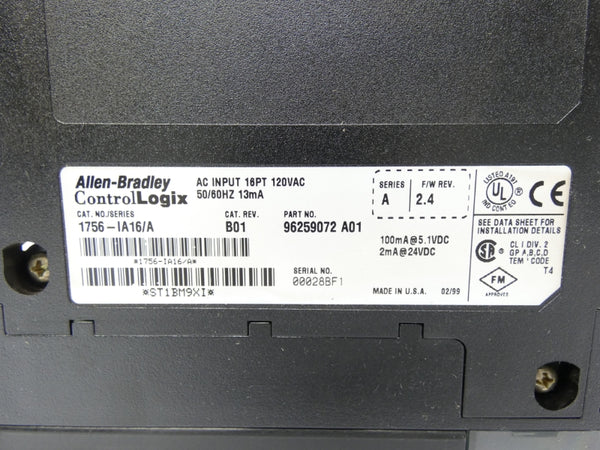 Allen-Bradley
ControlLogix
AC INPUT 16PT 120VAC
50/60HZ 13mA
CAT. NO./SERIES
1756-IA16/A
CAT. REV.
B01
96259072 A01
SERIES
A
F/W REV.
2.4
100mA@5.1VDC
2mA@24VDC
*1756-IA16/A*
*ST1BM9XI*
SERIAL NO.
00028BF1
MADE IN U.S.A. 02/99
LISTED A196
UL
IND CONT EQ
CE
SEE DATA SHEET FOR
INSTALLATION DETAILS
CL I DIV. 2
GP A,B,C,D
TEM' CODE
T4
FM
APPROVED